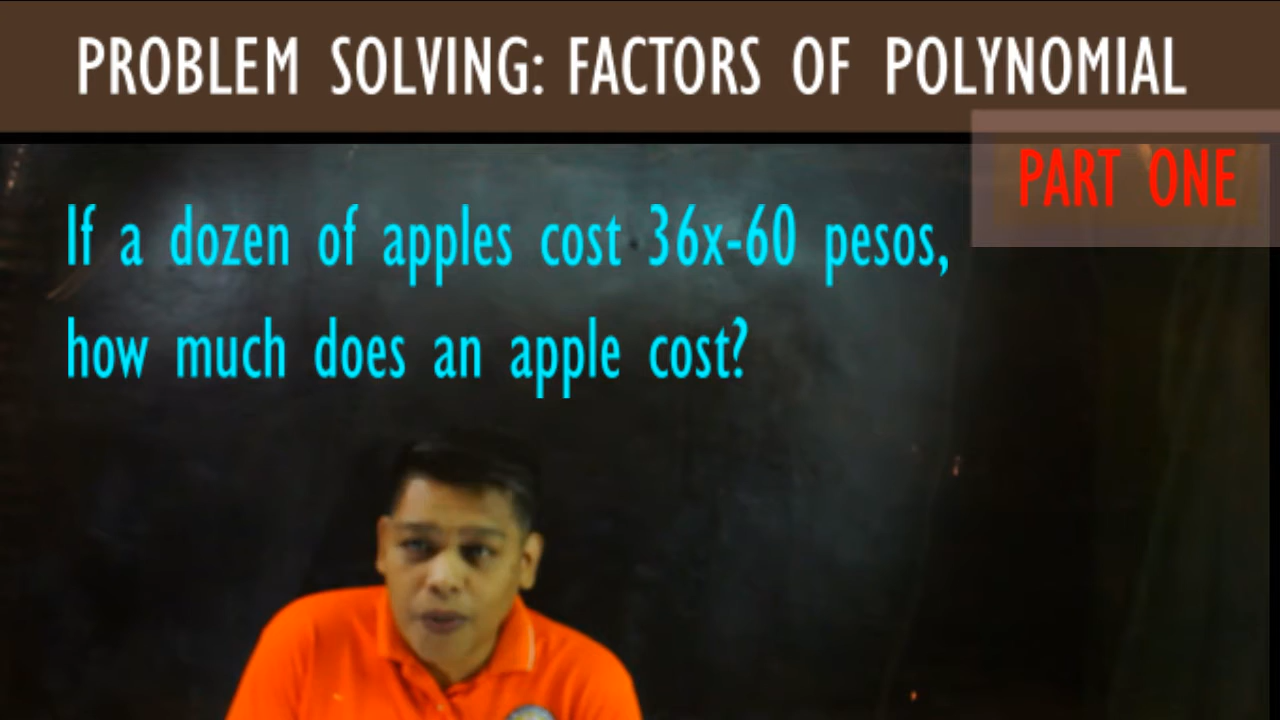 PROBLEM SOLVING: FACTORS OF POLYNOMIAL
PART ONE
If a dozen of apples cost 36x-60 pesos,
how much does an apple cost?